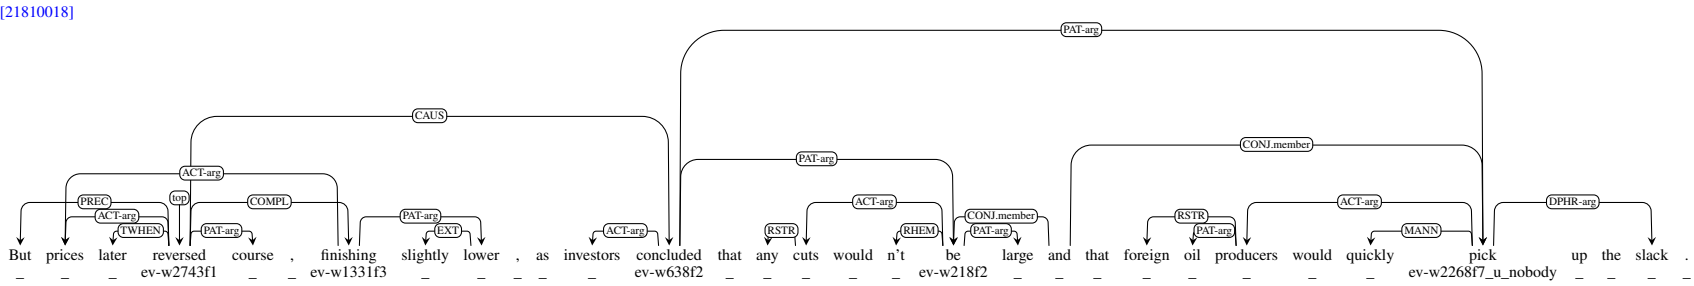 [21810018]
PAT-arg
CAUS
CONJ.member
PAT-arg
ACT-arg
PREC top COMPL ACT-arg ACT-arg DPHR-arg
ACT-arg PAT-arg CONJ.member RSTR
TWHEN PAT-arg EXT ACT-arg RSTR RHEM PAT-arg PAT-arg MANN
But prices later reversed course , finishing slightly lower , as investors concluded that any cuts would n't be large and that foreign oil producers would quickly pick up the slack .
_ _ _ ev-w2743f1 _ _ ev-w1331f3 _ _ _ _ _ ev-w638f2 _ _ _ _ _ ev-w218f2 _ _ _ _ _ _ _ _ ev-w2268f7_u_nobody _ _ _ _